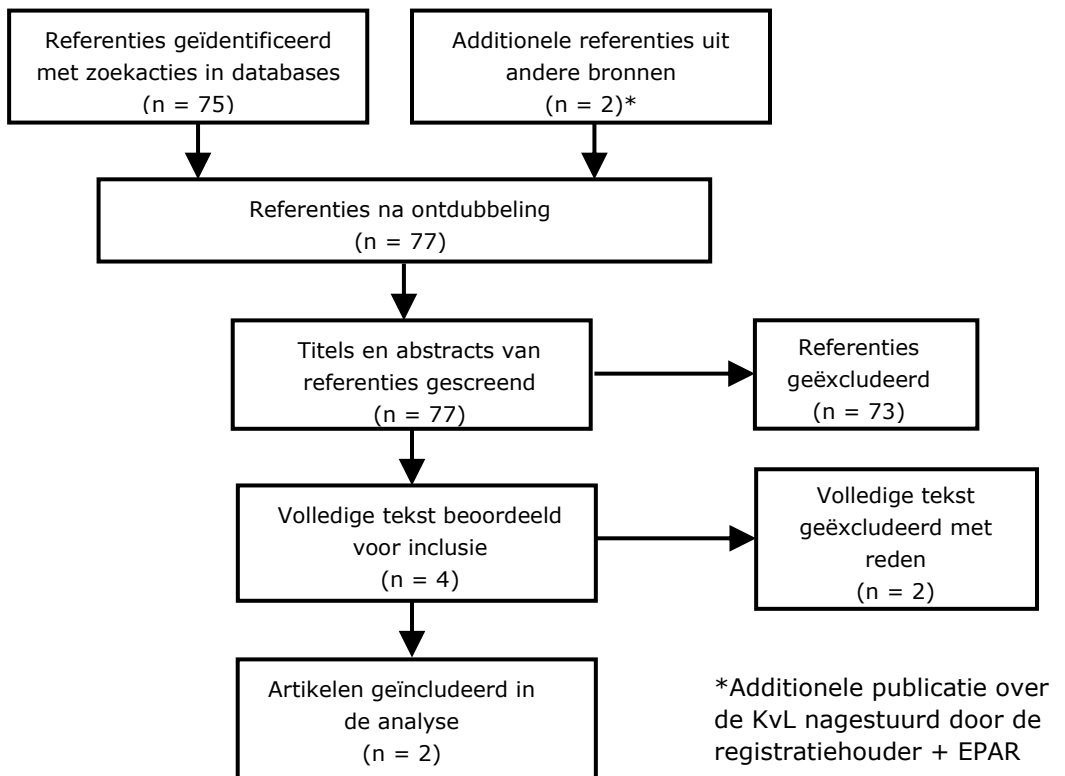 Referenties geïdentificeerd
met zoekacties in databases
(n = 75)
Additionele referenties uit
andere bronnen
(n = 2)*
Referenties na ontdubbeling
(n = 77)
Titels en abstracts van
referenties gescreend
(n = 77)
Referenties
geëxcludeerd
(n = 73)
Volledige tekst beoordeeld
voor inclusie
(n = 4)
Volledige tekst
geëxcludeerd met
reden
(n = 2)
Artikelen geïncludeerd in
de analyse
(n = 2)
*Additionele publicatie over
de KvL nagestuurd door de
registratiehouder + EPAR